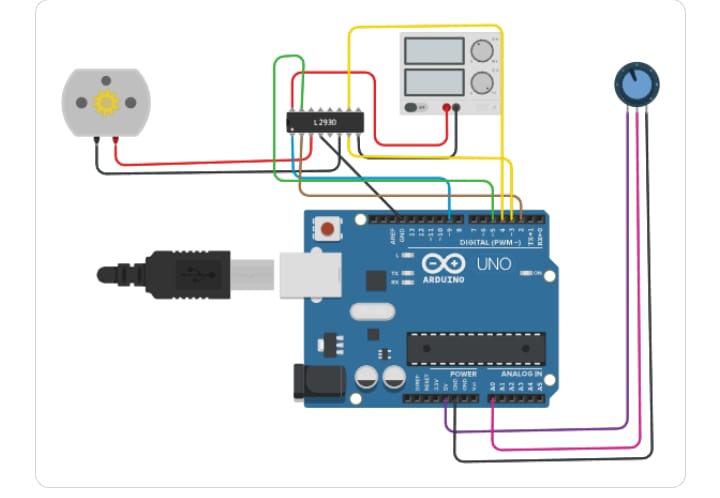 L2930
AREF
GND
13
12
~11
~10
~9
8
7
~6
~5
4
~3
2
TX→1
RX←0
DIGITAL (PWM~)
L
TX
RX
UNO
ARDUINO
ON
POWER
ANALOG IN
IOREF
RESET
3.3V
5V
GND
GND
Vin
A0
A1
A2
A3
A4
A5